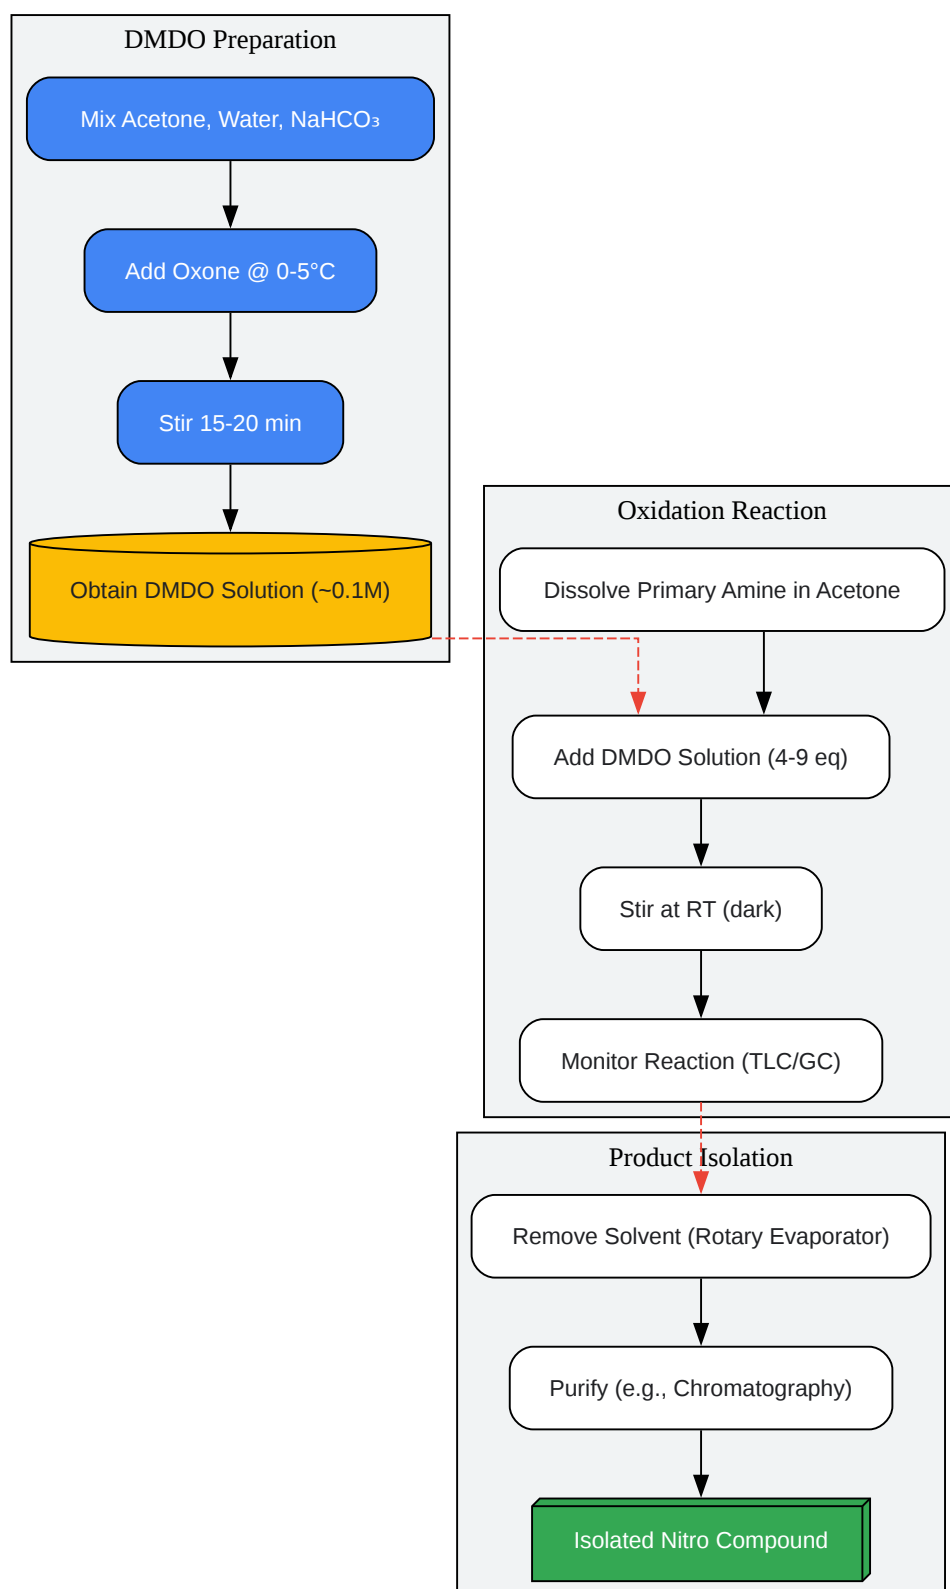 DMDO Preparation
Mix Acetone, Water, NaHCO₃
Add Oxone @ 0-5°C
Stir 15-20 min
Obtain DMDO Solution (~0.1M)
Oxidation Reaction
Dissolve Primary Amine in Acetone
Add DMDO Solution (4-9 eq)
Stir at RT (dark)
Monitor Reaction (TLC/GC)
Product Isolation
Remove Solvent (Rotary Evaporator)
Purify (e.g., Chromatography)
Isolated Nitro Compound